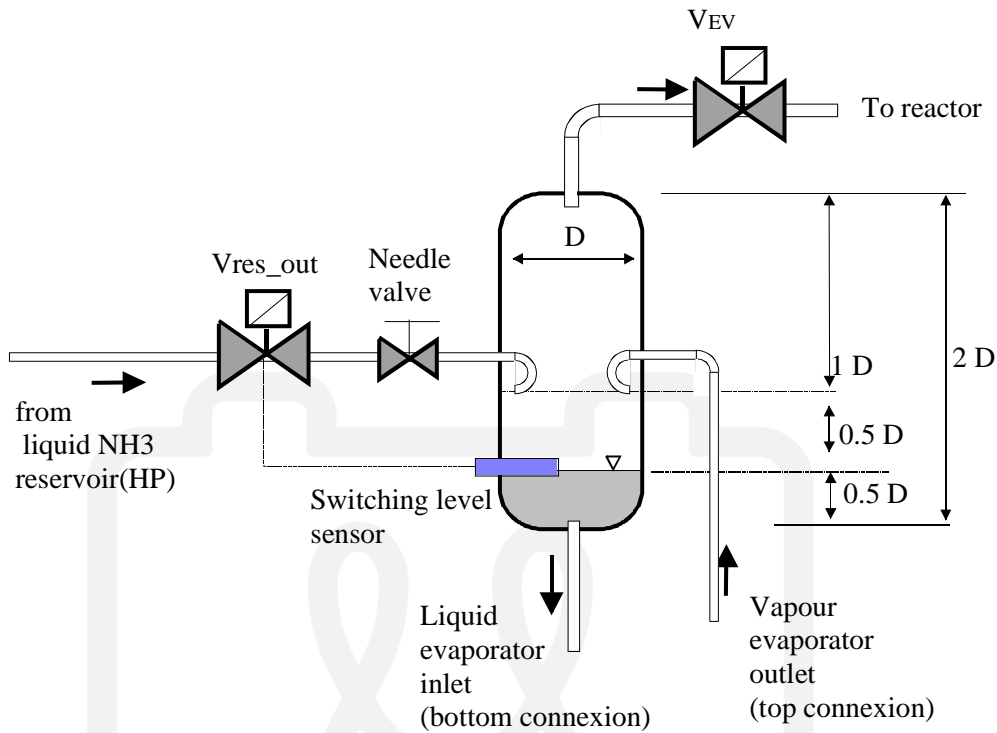 VEV
To reactor
D
Vres_out
Needle
valve
1 D
2 D
from
liquid NH3
reservoir(HP)
0.5 D
Switching level
sensor
0.5 D
Liquid
evaporator
inlet
(bottom connexion)
Vapour
evaporator
outlet
(top connexion)